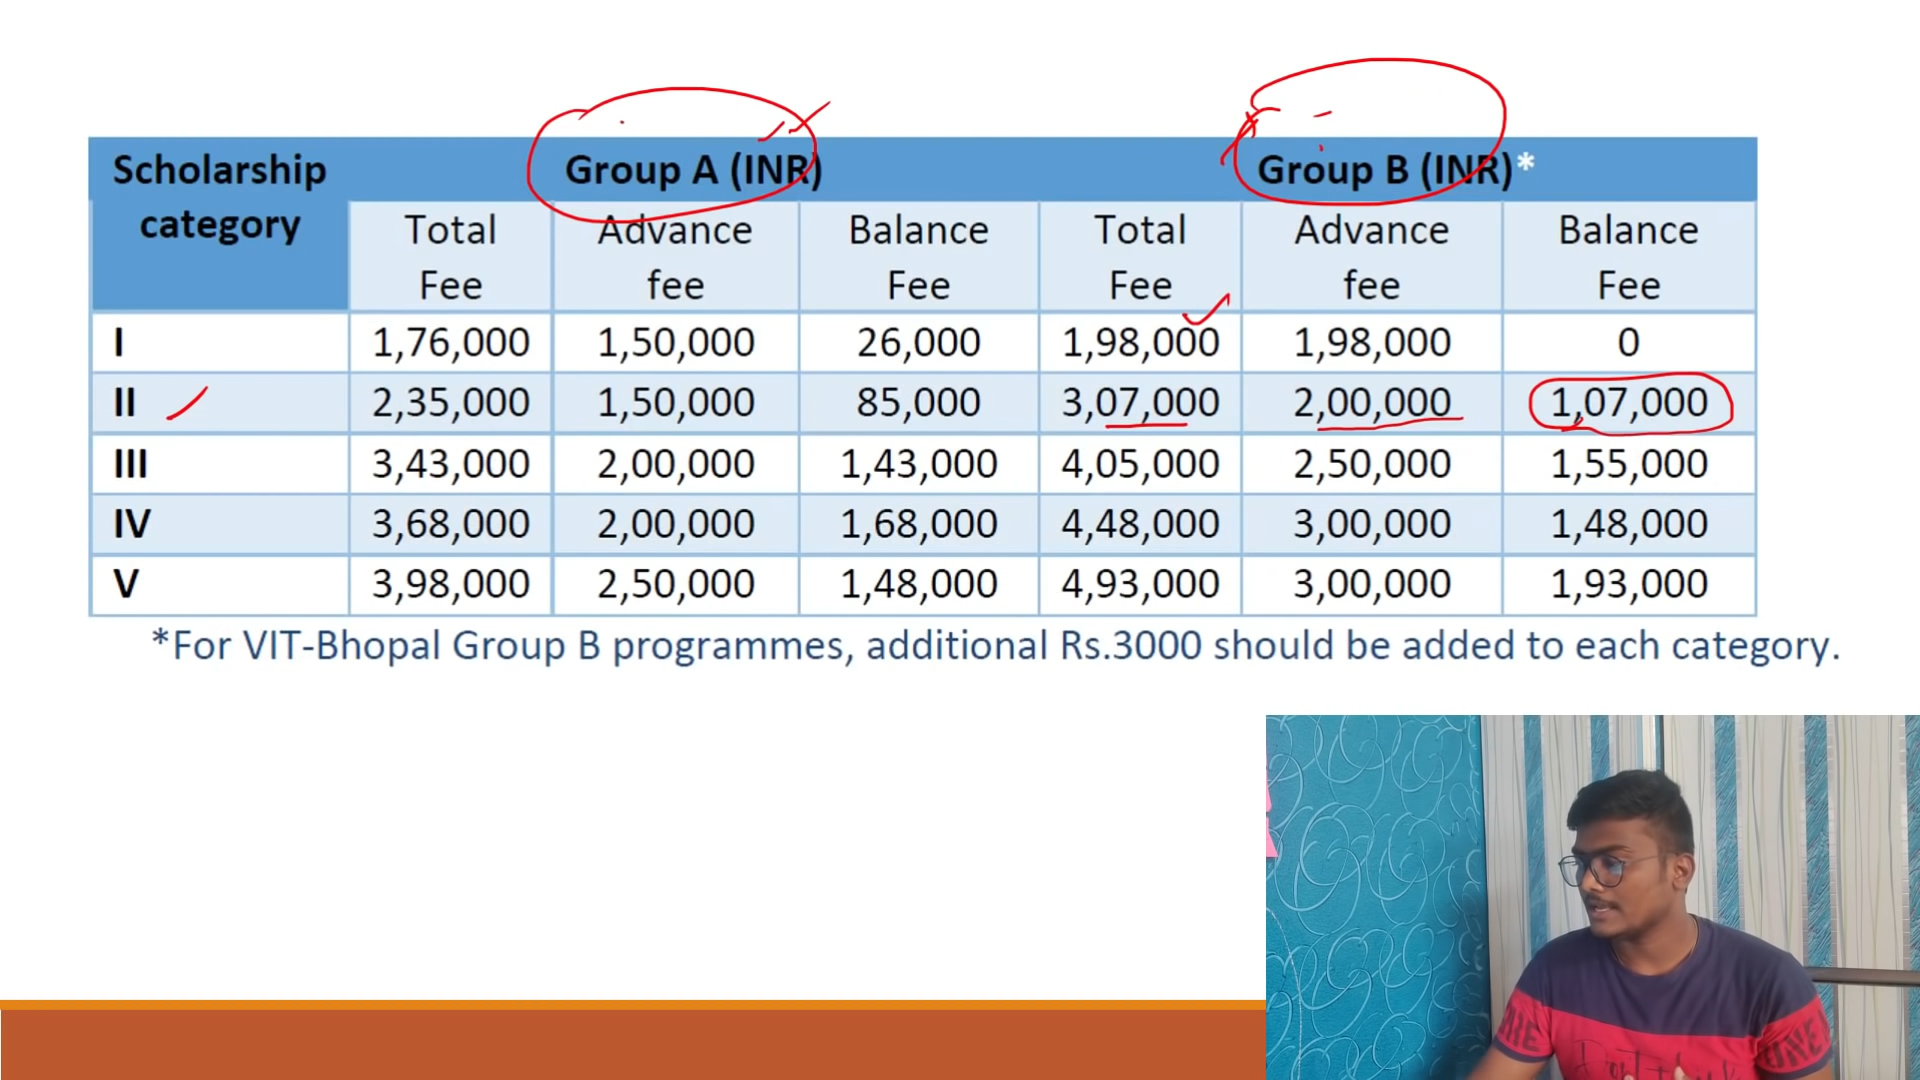 Scholarship category Group A (INR) Group B (INR)*
Total Fee Advance fee Balance Fee Total Fee Advance fee Balance Fee
I 1,76,000 1,50,000 26,000 1,98,000 1,98,000 0
II 2,35,000 1,50,000 85,000 3,07,000 2,00,000 1,07,000
III 3,43,000 2,00,000 1,43,000 4,05,000 2,50,000 1,55,000
IV 3,68,000 2,00,000 1,68,000 4,48,000 3,00,000 1,48,000
V 3,98,000 2,50,000 1,48,000 4,93,000 3,00,000 1,93,000
*For VIT-Bhopal Group B programmes, additional Rs.3000 should be added to each category.